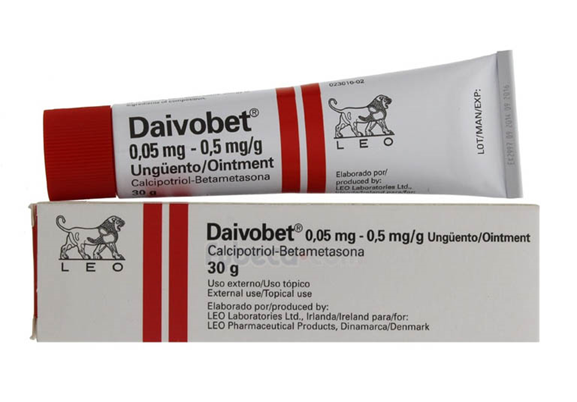 023016-02
Daivobet®
0,05 mg - 0,5 mg/g
Ungüento/Ointment
Calcipotriol-Betametasona
30 g
LEO
Elaborado por/
produced by:
LEO Laboratories Ltd.,
LOT/MAN/EXP:
LEO
Daivobet® 0,05 mg - 0,5 mg/g Ungüento/Ointment
Calcipotriol-Betametasona
30 g
Uso externo/Uso tópico
External use/Topical use
Elaborado por/produced by:
LEO Laboratories Ltd., Irlanda/Ireland para/for:
LEO Pharmaceutical Products, Dinamarca/Denmark